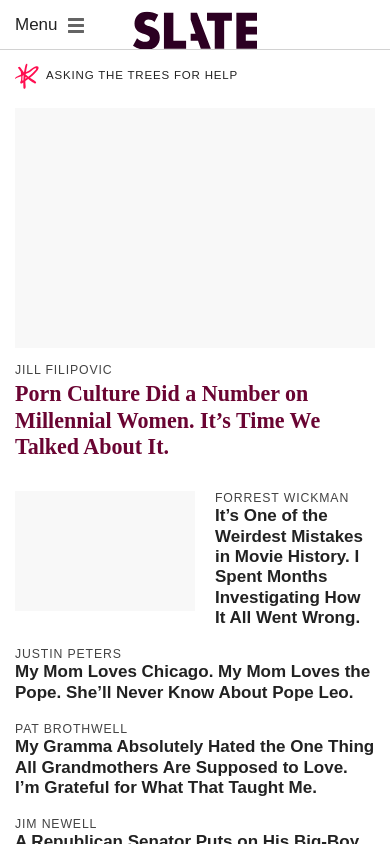 Menu
SLATE
ASKING THE TREES FOR HELP
JILL FILIPOVIC
Porn Culture Did a Number on
Millennial Women. It’s Time We
Talked About It.
FORREST WICKMAN
It’s One of the
Weirdest Mistakes
in Movie History. I
Spent Months
Investigating How
It All Went Wrong.
JUSTIN PETERS
My Mom Loves Chicago. My Mom Loves the
Pope. She’ll Never Know About Pope Leo.
PAT BROTHWELL
My Gramma Absolutely Hated the One Thing
All Grandmothers Are Supposed to Love.
I’m Grateful for What That Taught Me.
JIM NEWELL
A Republican Senator Puts on His Big-Boy